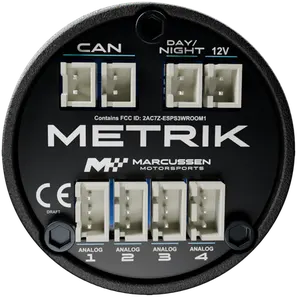 CAN DAY/
NIGHT 12V
Contains FCC ID: 2AC7Z-ESPS3WROOM1
METRIK
MARCUSSEN
MOTORSPORTS
CE
DRAFT
ANALOG ANALOG ANALOG ANALOG
1 2 3 4